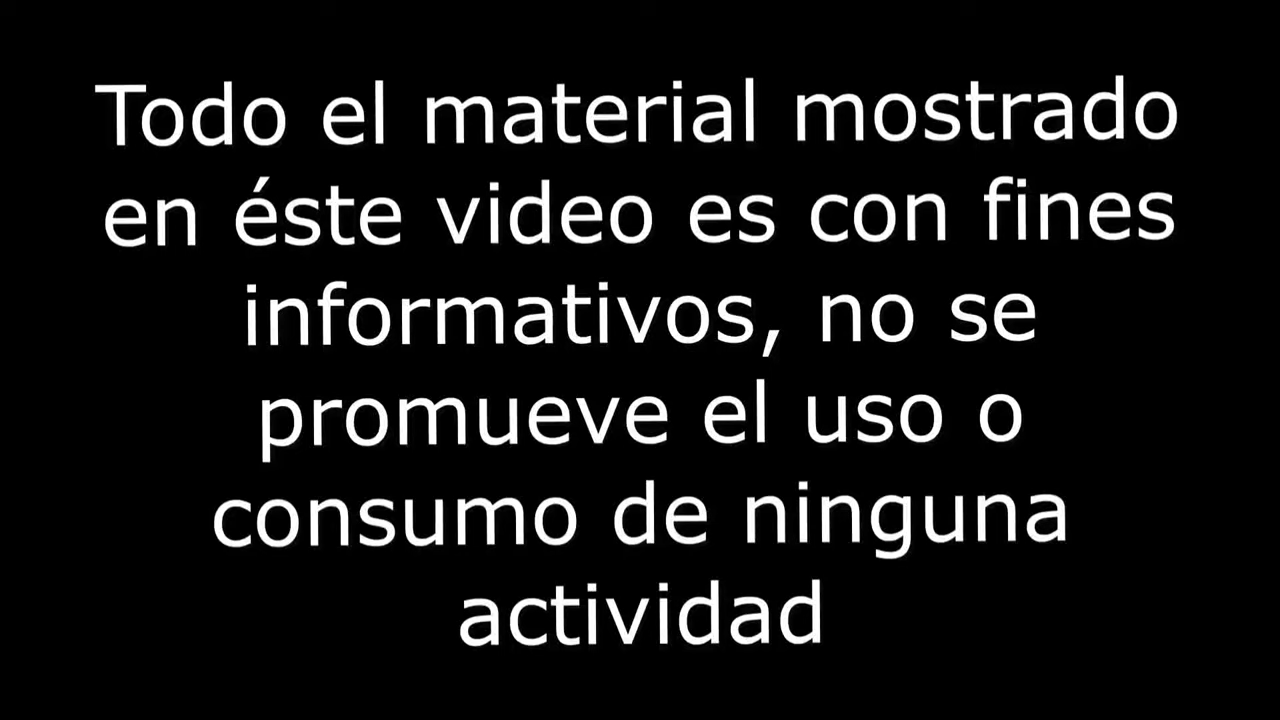 Todo el material mostrado
en éste video es con fines
informativos, no se
promueve el uso o
consumo de ninguna
actividad